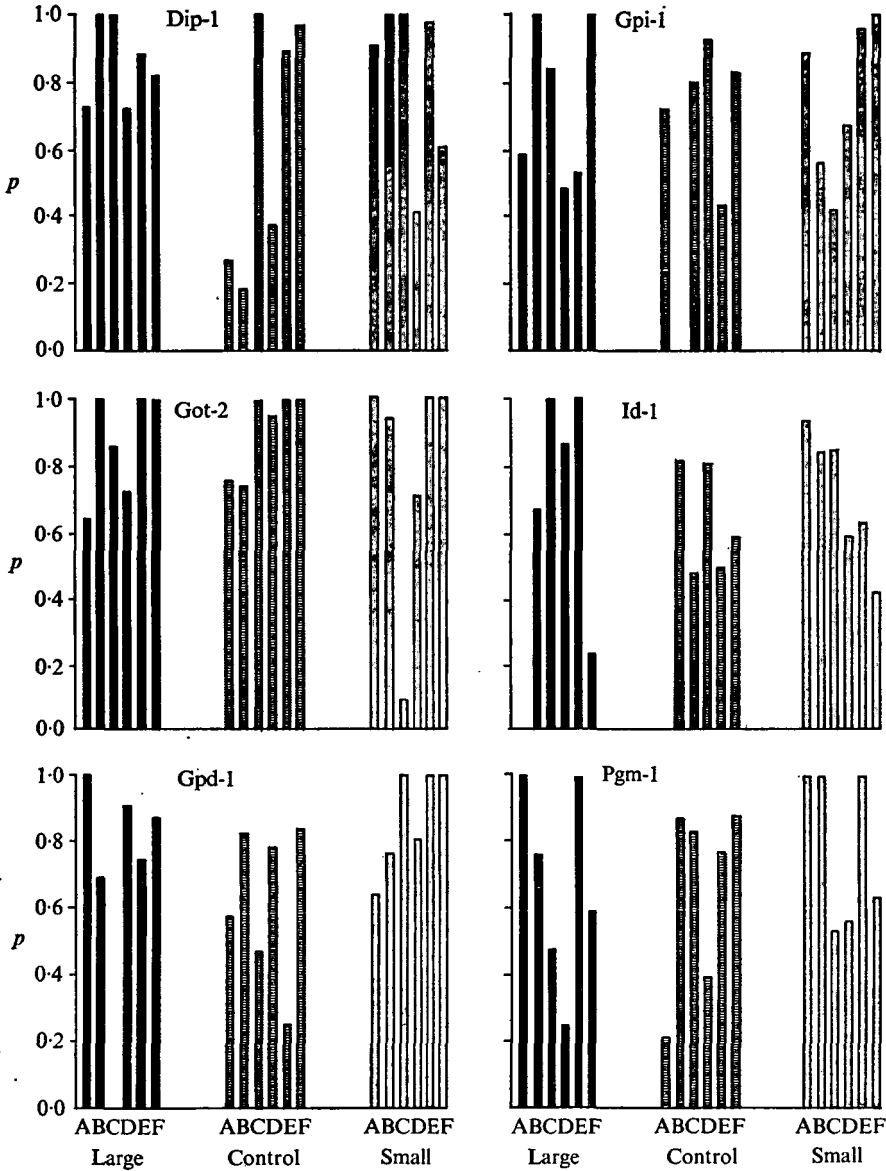 Dip-1
Gpi-1
1·0
0·8
0·6
p
0·4
0·2
0·0
Got-2
Id-1
1·0
0·8
0·6
p
0·4
0·2
0·0
Gpd-1
Pgm-1
1·0
0·8
0·6
p
0·4
0·2
0·0
ABCDEF ABCDEF ABCDEF ABCDEF ABCDEF ABCDEF
Large Control Small Large Control Small